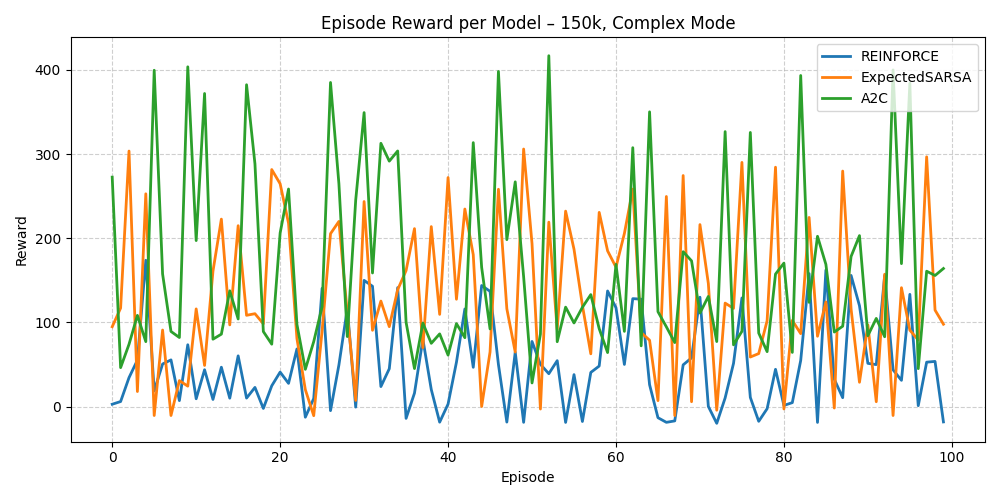 Episode Reward per Model – 150k, Complex Mode
REINFORCE
ExpectedSARSA
A2C
Reward
400
300
200
100
0
0 20 40 60 80 100
Episode